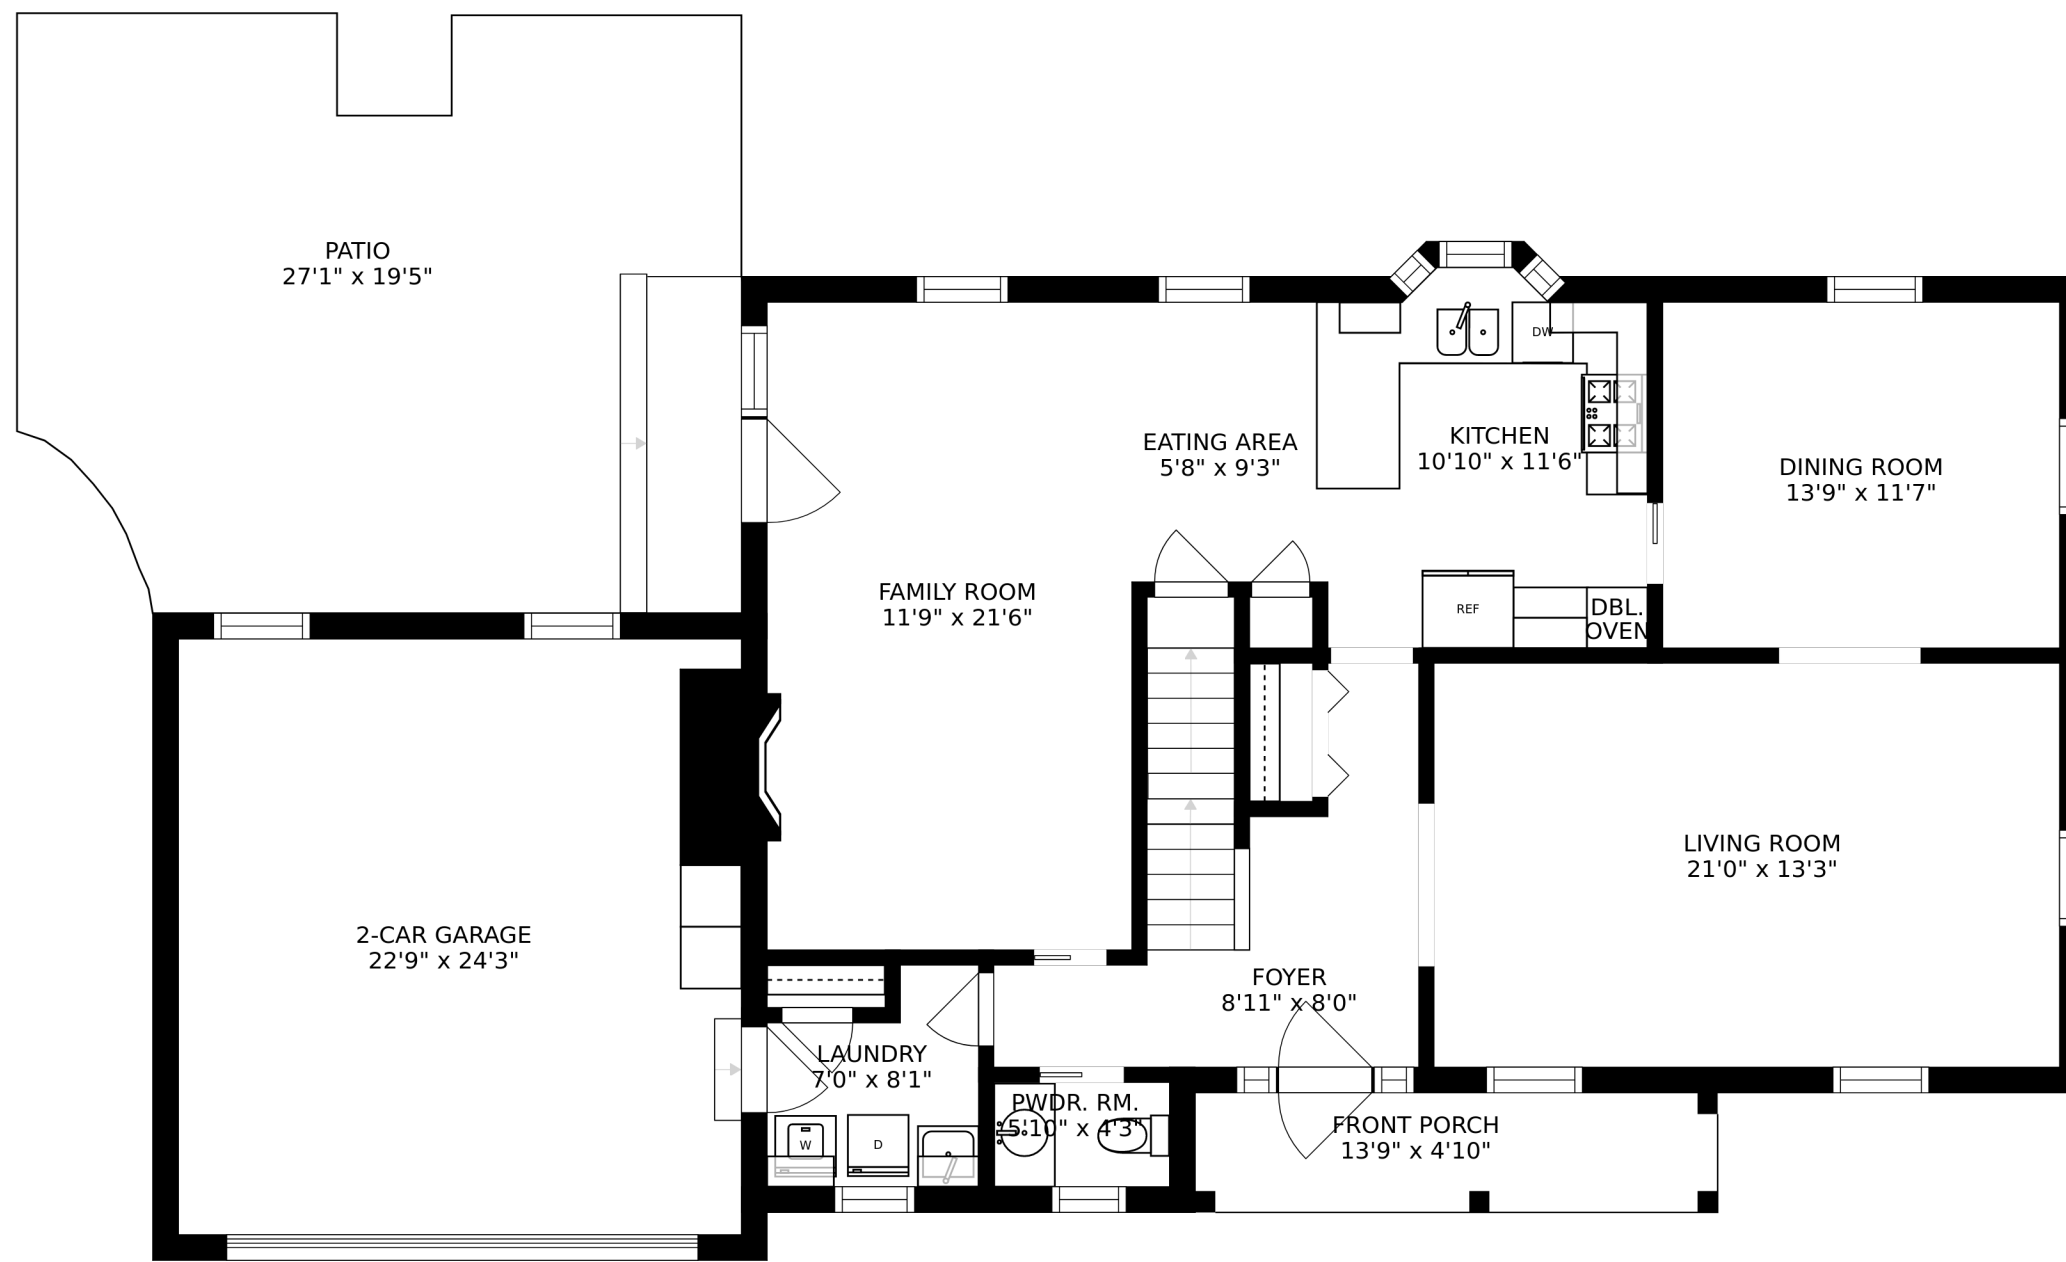 PATIO
27'1" x 19'5"
EATING AREA
5'8" x 9'3"
DW
KITCHEN
10'10" x 11'6"
DINING ROOM
13'9" x 11'7"
FAMILY ROOM
11'9" x 21'6"
REF
DBL.
OVEN
LIVING ROOM
21'0" x 13'3"
2-CAR GARAGE
22'9" x 24'3"
FOYER
8'11" x 8'0"
LAUNDRY
7'0" x 8'1"
W
D
PWDR. RM.
5'10" x 4'3"
FRONT PORCH
13'9" x 4'10"